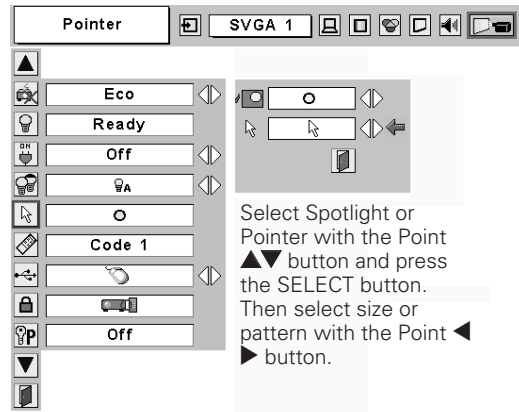 Pointer
SVGA 1
Eco
Ready
ON
Off
A
Code 1
P
Off
Select Spotlight or
Pointer with the Point
▲▼ button and press
the SELECT button.
Then select size or
pattern with the Point ◀
▶ button.